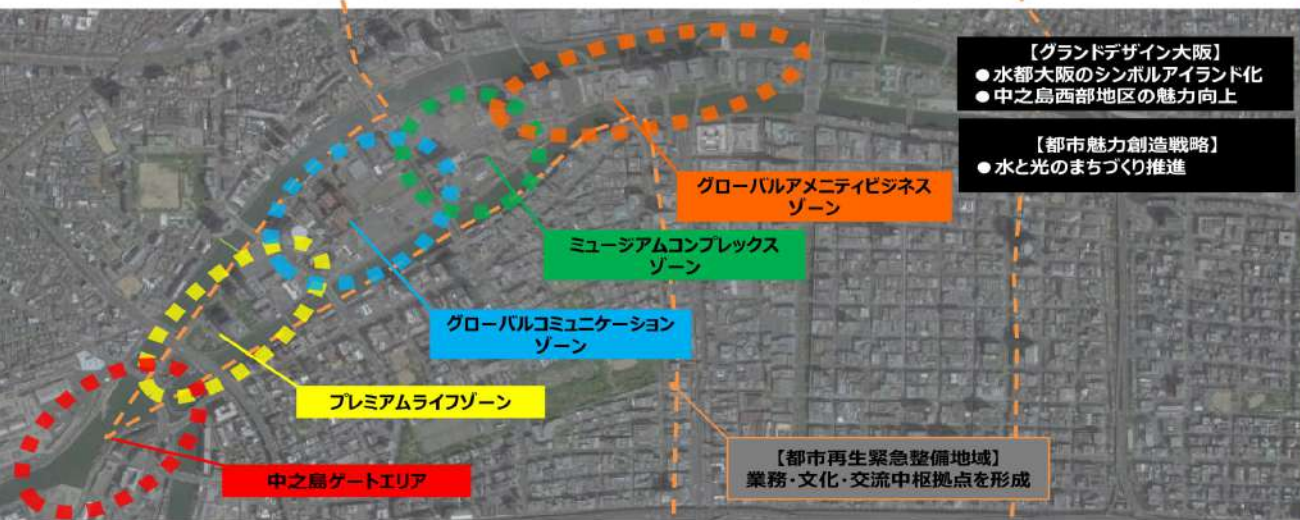 【グランドデザイン大阪】
●水都大阪のシンボルアイランド化
●中之島西部地区の魅力向上
【都市魅力創造戦略】
●水と光のまちづくり推進
グローバルアメニティビジネス
ゾーン
ミュージアムコンプレックス
ゾーン
グローバルコミュニケーション
ゾーン
プレミアムライフゾーン
中之島ゲートエリア
【都市再生緊急整備地域】
業務・文化・交流中枢拠点を形成